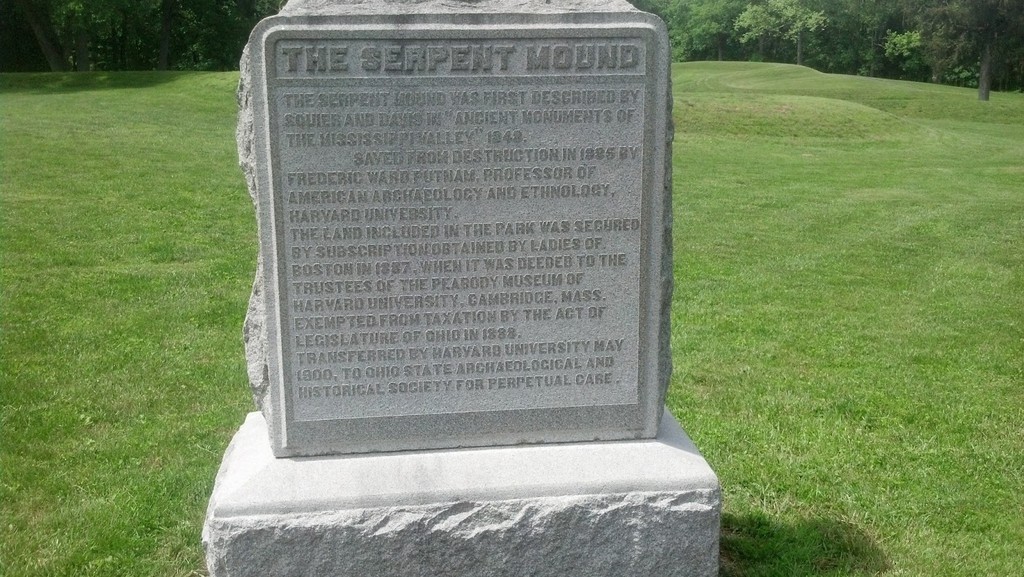 THE SERPENT MOUND
THE SERPENT MOUND WAS FIRST DESCRIBED BY
SQUIER AND DAVIS IN "ANCIENT MONUMENTS OF
THE MISSISSIPPI VALLEY" 1848.
SAVED FROM DESTRUCTION IN 1885 BY
FREDERIC WARD PUTNAM, PROFESSOR OF
AMERICAN ARCHAEOLOGY AND ETHNOLOGY,
HARVARD UNIVERSITY.
THE LAND INCLUDED IN THE PARK WAS SECURED
BY SUBSCRIPTION OBTAINED BY LADIES OF
BOSTON IN 1887, WHEN IT WAS DEEDED TO THE
TRUSTEES OF THE PEABODY MUSEUM OF
HARVARD UNIVERSITY, CAMBRIDGE, MASS.
EXEMPTED FROM TAXATION BY THE ACT OF
LEGISLATURE OF OHIO IN 1888.
TRANSFERRED BY HARVARD UNIVERSITY MAY
1900, TO OHIO STATE ARCHAEOLOGICAL AND
HISTORICAL SOCIETY FOR PERPETUAL CARE.